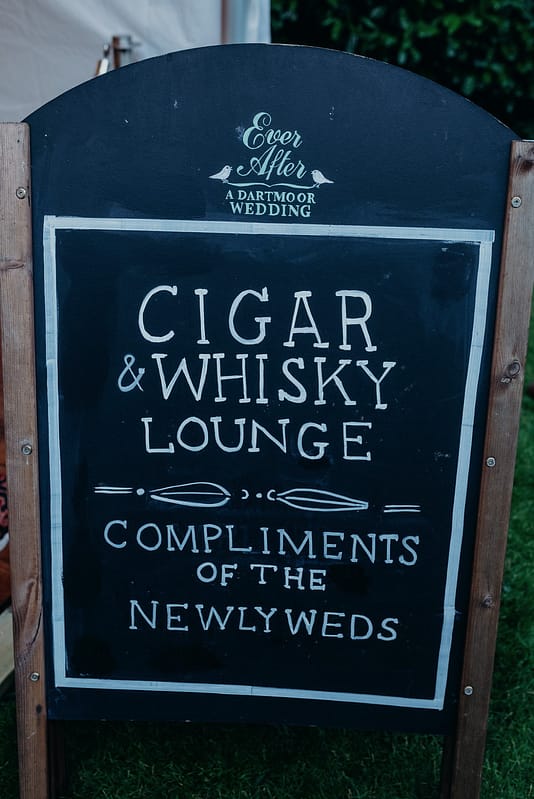 Ever
After
A DARTMOOR
WEDDING
CIGAR
& WHISKY
LOUNGE
COMPLIMENTS
OF THE
NEWLYWEDS